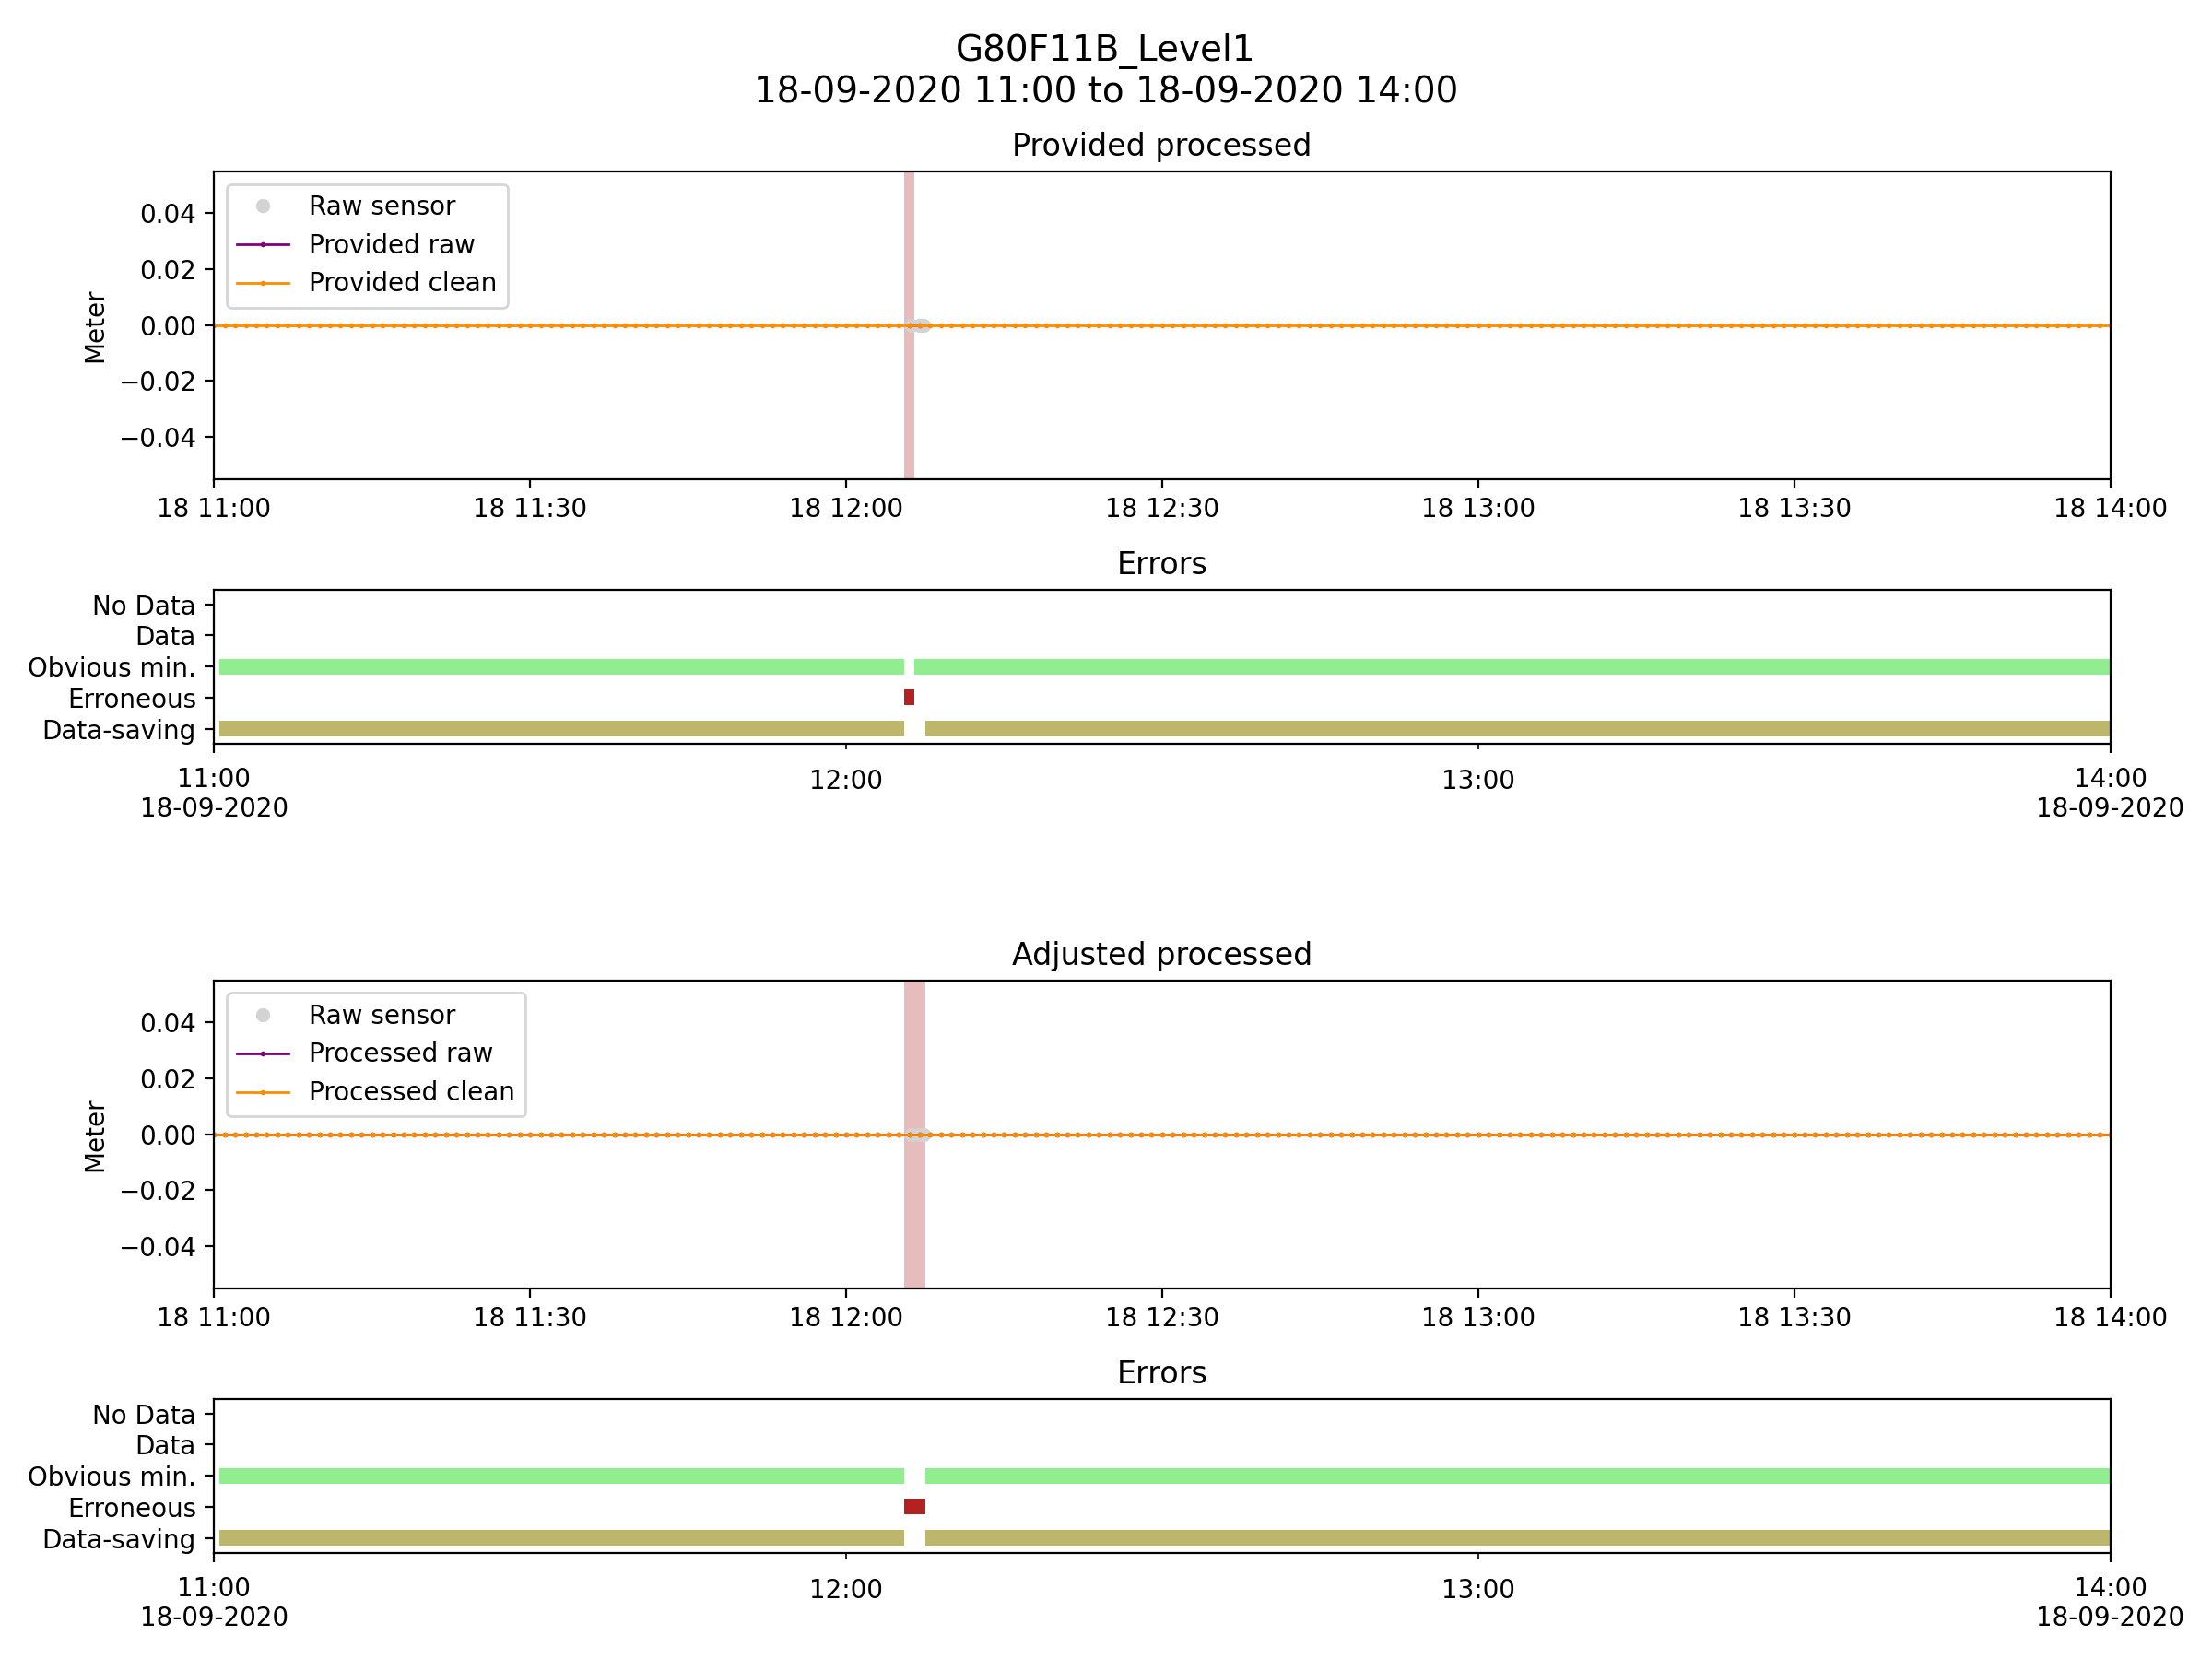 G80F11B_Level1
18-09-2020 11:00 to 18-09-2020 14:00
Provided processed
Raw sensor
Provided raw
Provided clean
Meter
0.04
0.02
0.00
−0.02
−0.04
18 11:00 18 11:30 18 12:00 18 12:30 18 13:00 18 13:30 18 14:00
Errors
No Data
Data
Obvious min.
Erroneous
Data-saving
11:00 12:00 13:00 14:00
18-09-2020 18-09-2020
Adjusted processed
Raw sensor
Processed raw
Processed clean
Meter
0.04
0.02
0.00
−0.02
−0.04
18 11:00 18 11:30 18 12:00 18 12:30 18 13:00 18 13:30 18 14:00
Errors
No Data
Data
Obvious min.
Erroneous
Data-saving
11:00 12:00 13:00 14:00
18-09-2020 18-09-2020